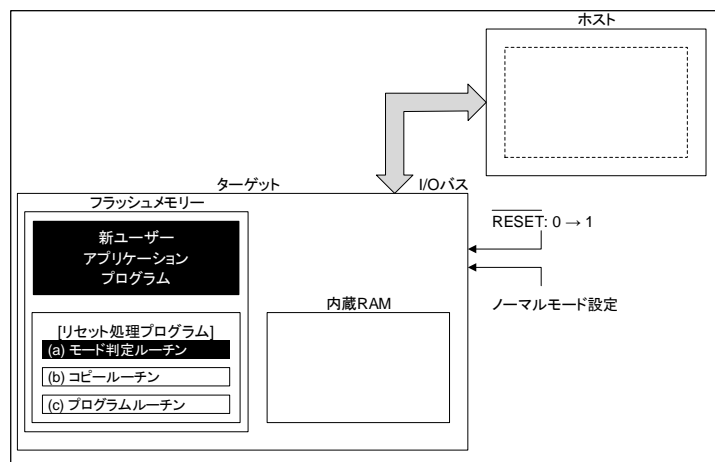 ホスト
ターゲット
I/Oバス
フラッシュメモリー
新ユーザー
アプリケーション
プログラム
RESET: 0 → 1
ノーマルモード設定
内蔵RAM
[リセット処理プログラム]
(a) モード判定ルーチン
(b) コピールーチン
(c) プログラムルーチン